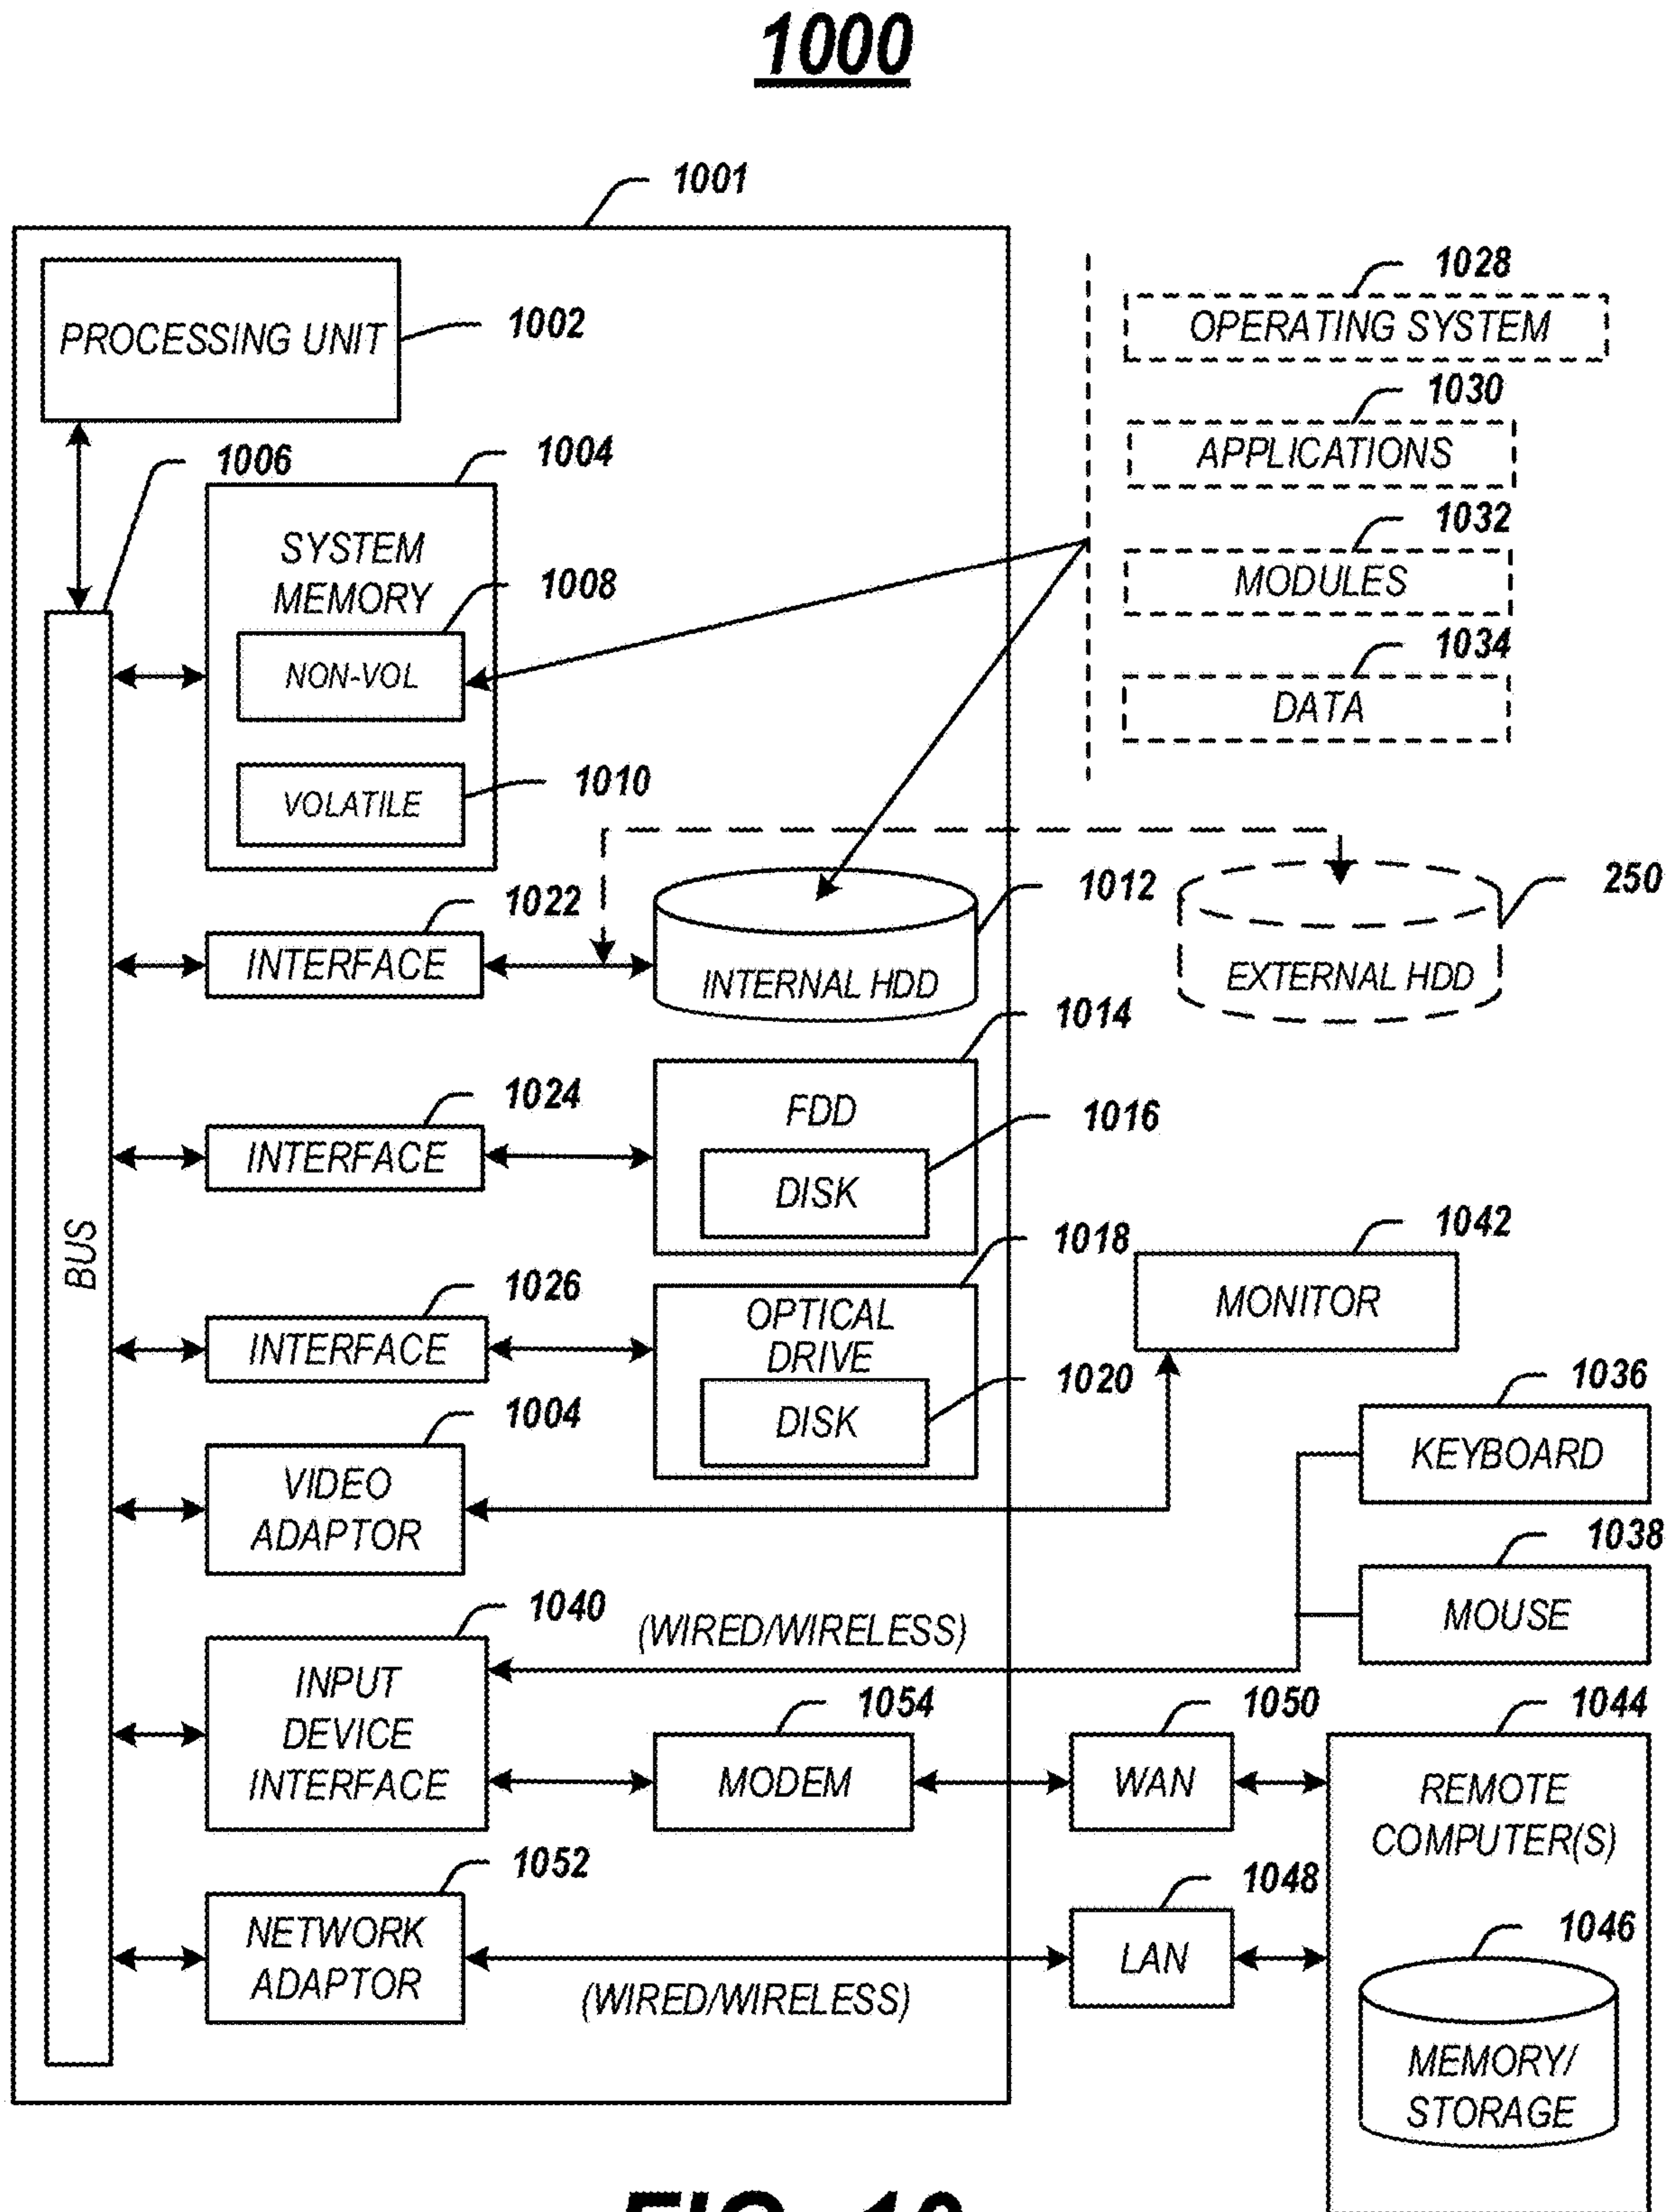 1000
1001
PROCESSING UNIT
1002
1028
OPERATING SYSTEM
1030
APPLICATIONS
1032
MODULES
1034
DATA
1006
1004
SYSTEM
MEMORY
1008
NON-VOL
1010
VOLATILE
1022
INTERFACE
1012
INTERNAL HDD
250
EXTERNAL HDD
1014
FDD
1024
INTERFACE
1016
DISK
BUS
1018
OPTICAL
DRIVE
1026
INTERFACE
1020
DISK
1042
MONITOR
1004
VIDEO
ADAPTOR
1036
KEYBOARD
1038
MOUSE
1040
INPUT
DEVICE
INTERFACE
(WIRED/WIRELESS)
1054
MODEM
1050
WAN
1044
REMOTE
COMPUTER(S)
1052
NETWORK
ADAPTOR
(WIRED/WIRELESS)
1048
LAN
1046
MEMORY/
STORAGE
FIG. 10